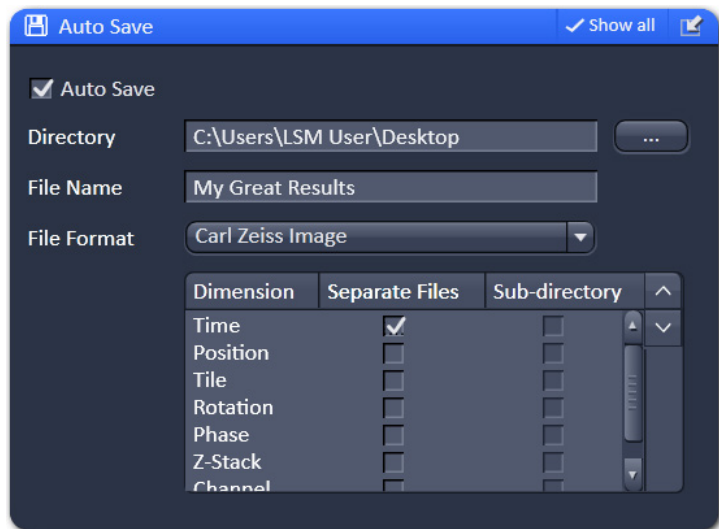 Auto Save Show all
Auto Save
Directory C:\Users\LSM User\Desktop ...
File Name My Great Results
File Format Carl Zeiss Image
Dimension Separate Files Sub-directory
Time
Position
Tile
Rotation
Phase
Z-Stack
Channel